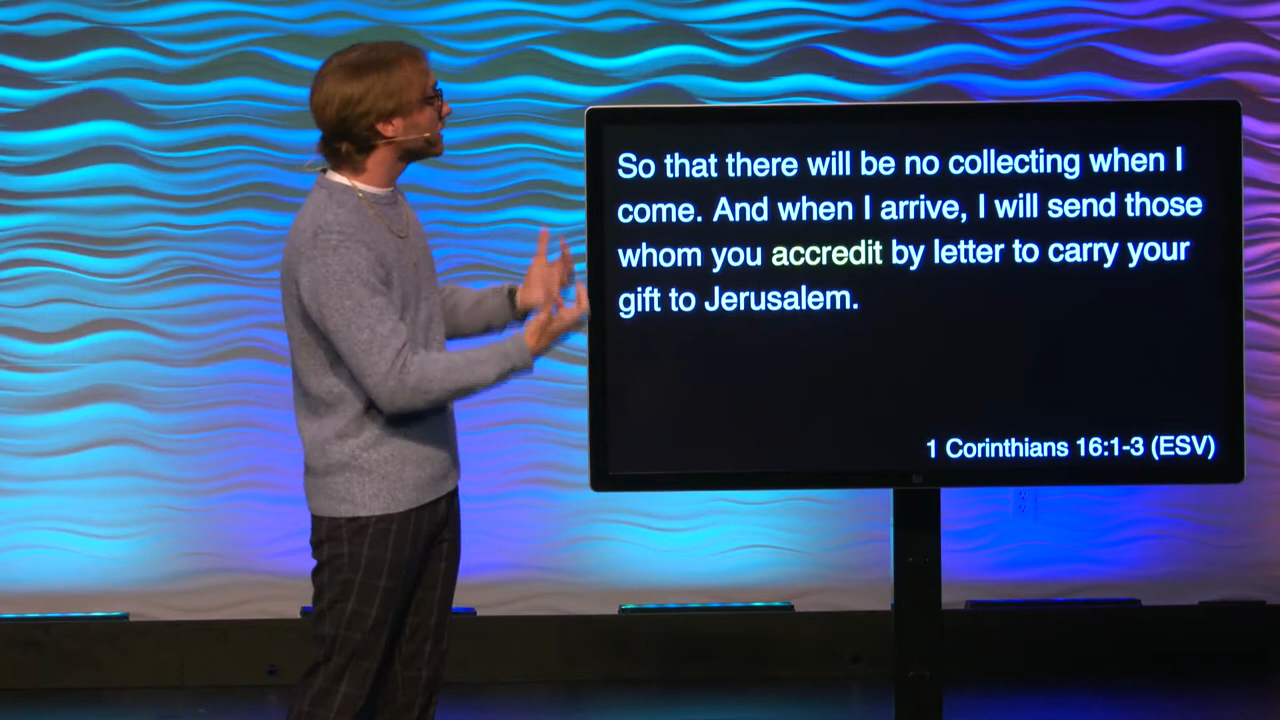 So that there will be no collecting when I
come. And when I arrive, I will send those
whom you accredit by letter to carry your
gift to Jerusalem.
1 Corinthians 16:1-3 (ESV)